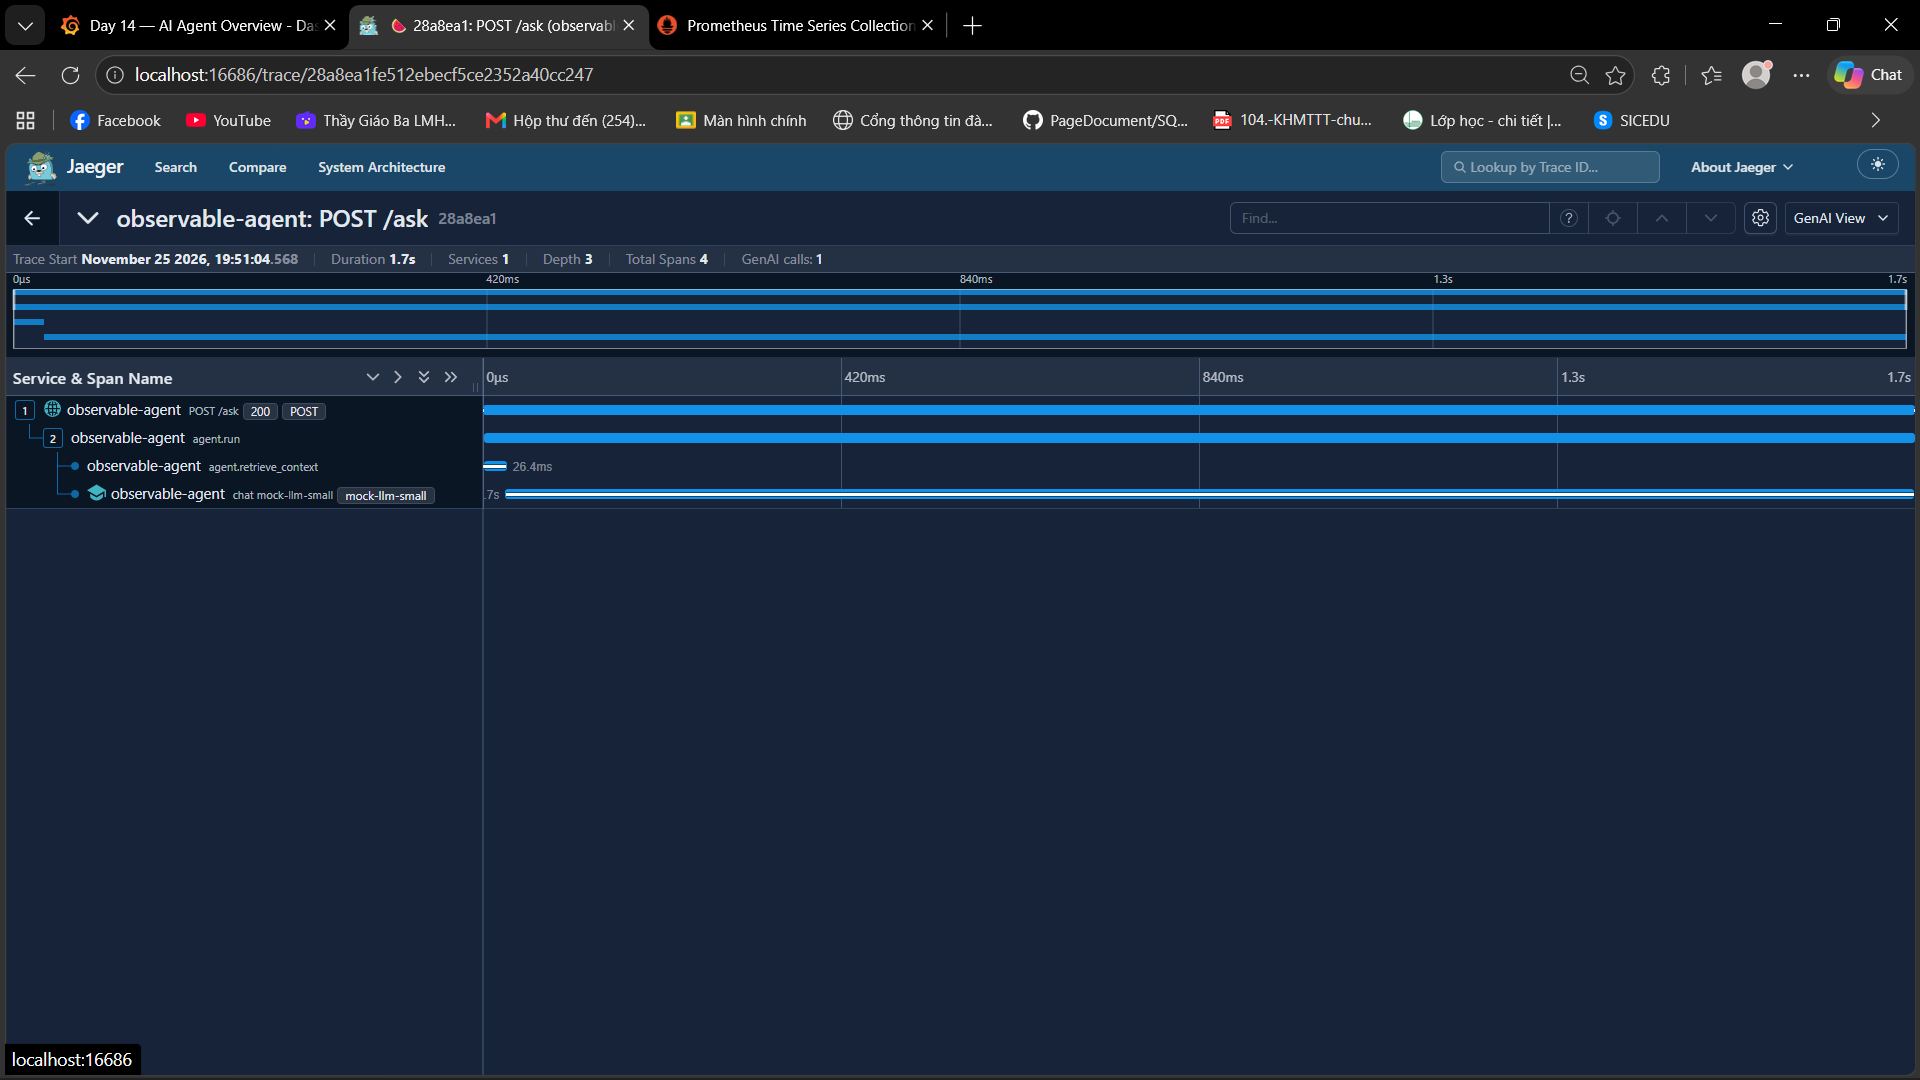 Day 14 — AI Agent Overview - Das
28a8ea1: POST /ask (observabl
Prometheus Time Series Collection
localhost:16686/trace/28a8ea1fe512ebecf5ce2352a40cc247
Chat
Facebook
YouTube
Thầy Giáo Ba LMH...
Hộp thư đến (254)...
Màn hình chính
Cổng thông tin đà...
PageDocument/SQ...
PDF
104.-KHMTTT-chu...
Lớp học - chi tiết |...
S
SICEDU
Jaeger
Search
Compare
System Architecture
Lookup by Trace ID...
About Jaeger
observable-agent: POST /ask 28a8ea1
Find...
GenAI View
Trace Start November 25 2026, 19:51:04.568
Duration 1.7s
Services 1
Depth 3
Total Spans 4
GenAI calls: 1
0μs
420ms
840ms
1.3s
1.7s
Service & Span Name
0μs
420ms
840ms
1.3s
1.7s
1 observable-agent POST /ask 200 POST
2 observable-agent agent.run
observable-agent agent.retrieve_context
26.4ms
observable-agent chat mock-llm-small mock-llm-small
.7s
localhost:16686